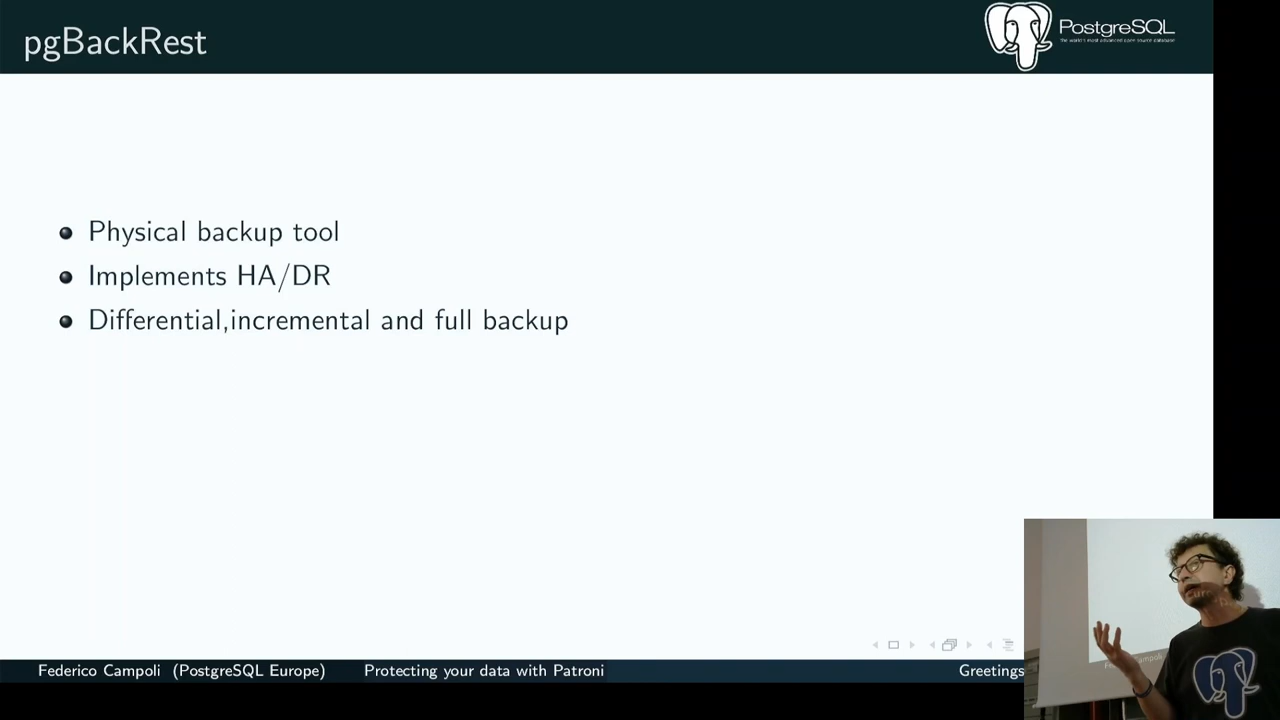 pgBackRest
PostgreSQL
the world's most advanced open source database
Physical backup tool
Implements HA/DR
Differential,incremental and full backup
Federico Campoli (PostgreSQL Europe)
Protecting your data with Patroni
Greetings